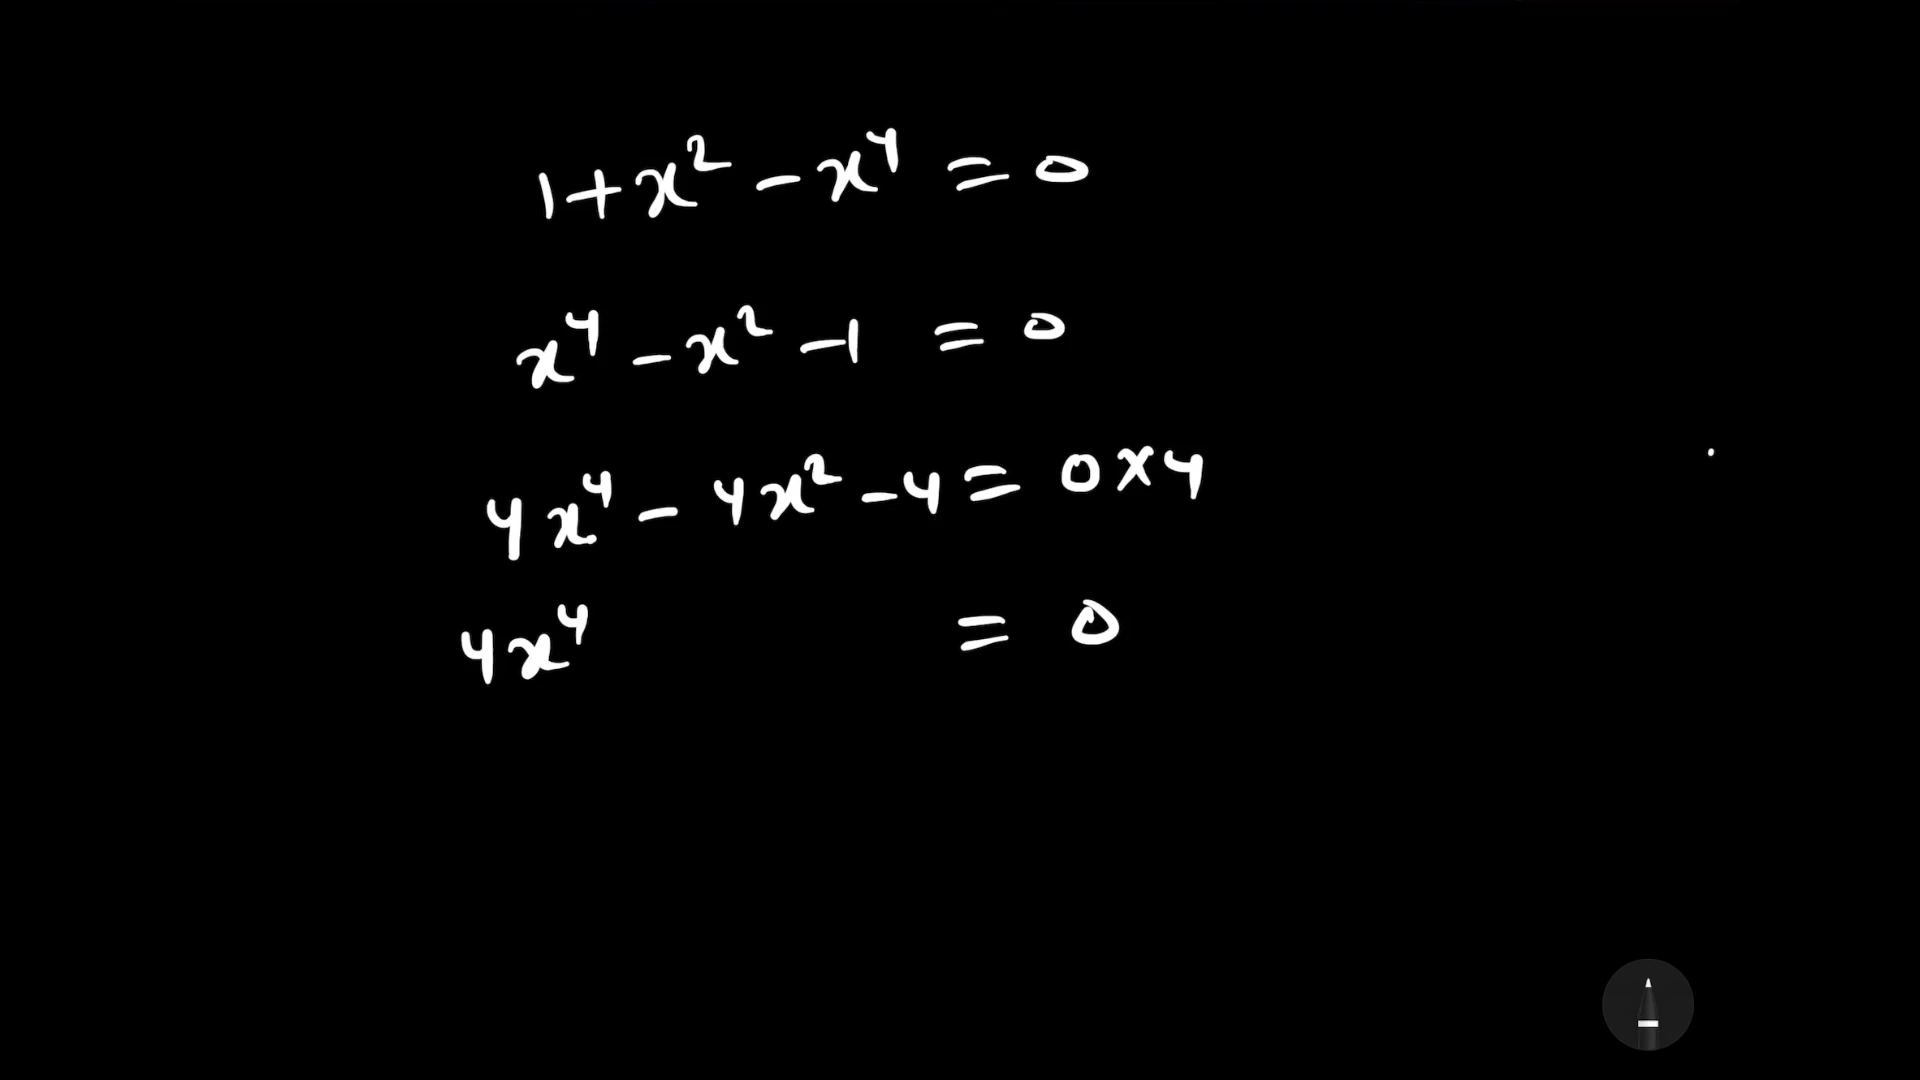 1+x² - x⁴ = 0
x⁴ - x² - 1 = 0
4x⁴ - 4x² - 4 = 0×4
4x⁴ = 0